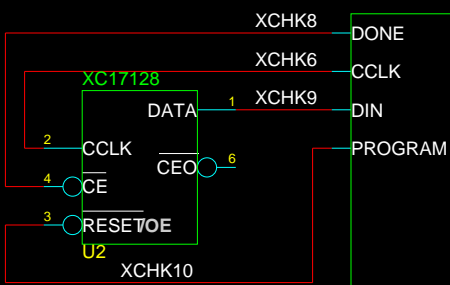 XCHK8
DONE
XCHK6
CCLK
XC17128
DATA
1
XCHK9
DIN
2
CCLK
PROGRAM
CEO
6
4
CE
3
RESET/OE
U2
XCHK10